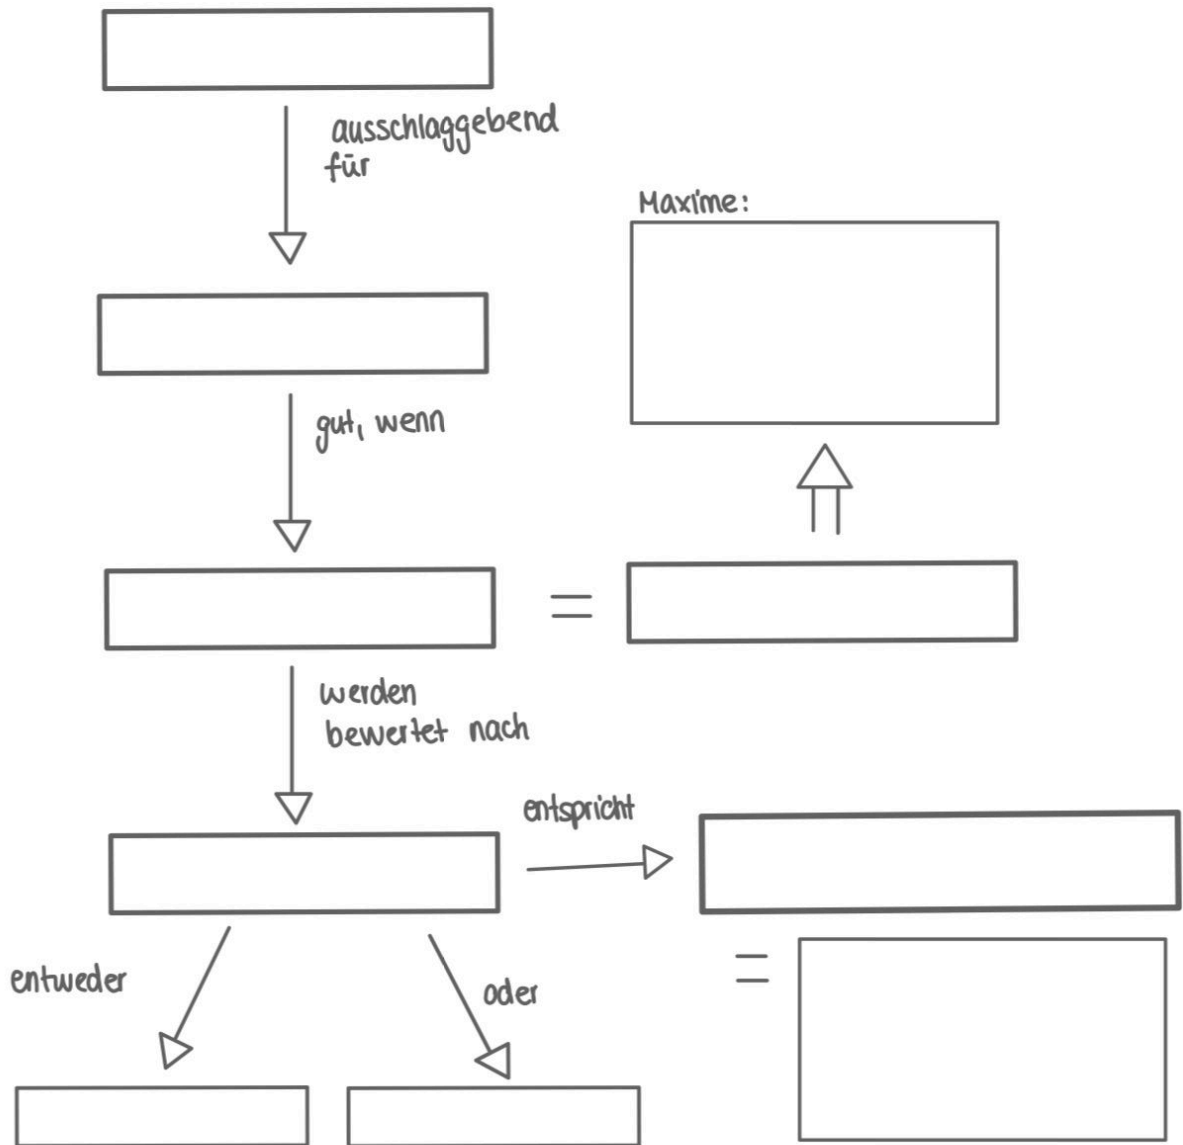 ausschlaggebend
für
Maxime:
gut, wenn
werden
bewertet nach
entspricht
entweder
oder